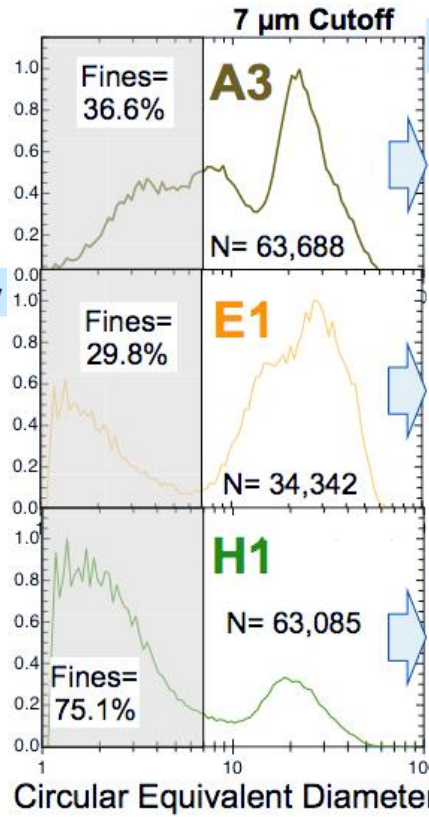 7 µm Cutoff
1.0
0.8
0.6
0.4
0.2
0.0
Fines=
36.6%
A3
N= 63,688
1.0
0.8
0.6
0.4
0.2
0.0
Fines=
29.8%
E1
N= 34,342
1.0
0.8
0.6
0.4
0.2
0.0
H1
N= 63,085
Fines=
75.1%
1
10
10
Circular Equivalent Diameter